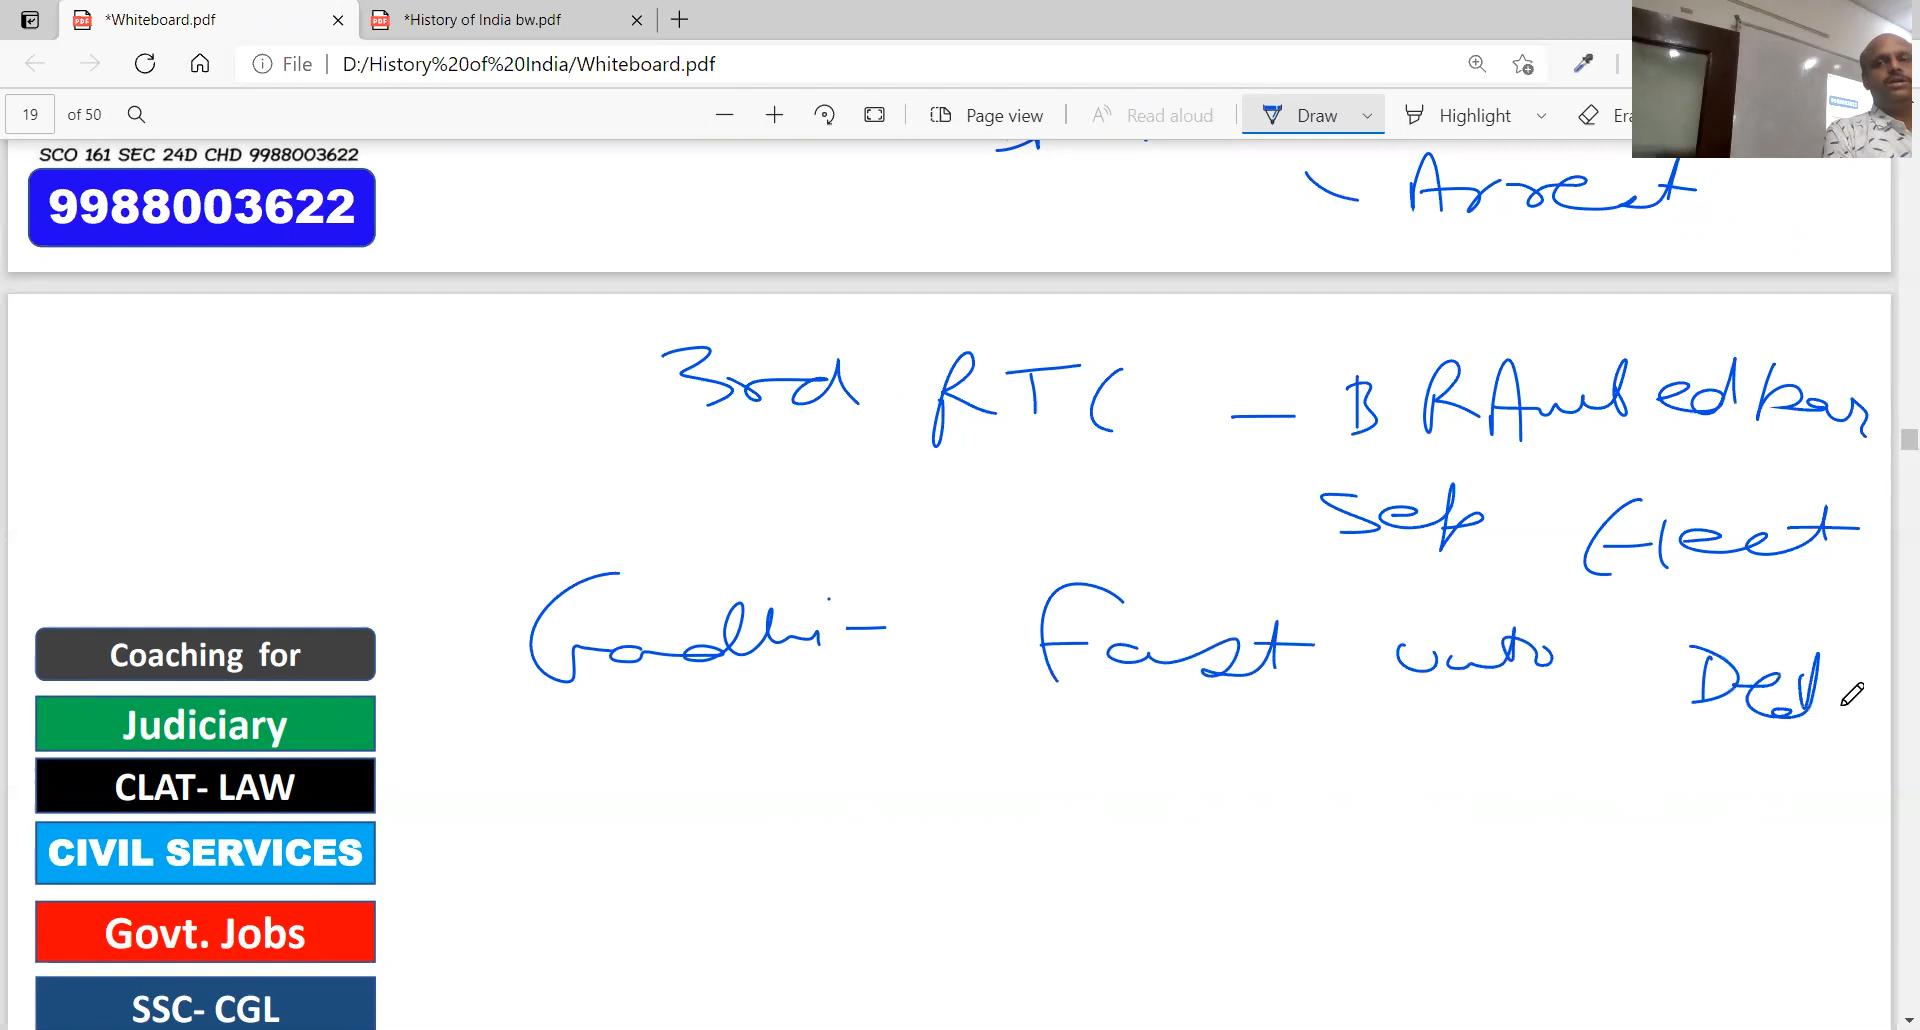 *Whiteboard.pdf
*History of India bw.pdf
File D:/History%20of%20India/Whiteboard.pdf
19 of 50 Page view Read aloud Draw Highlight Era
SCO 161 SEC 24D CHD 9988003622
9988003622
Arrest
3rd RTC - B R Ambedkar
Sep Elect
Gandhi - Fast unto Dea
Coaching for
Judiciary
CLAT- LAW
CIVIL SERVICES
Govt. Jobs
SSC- CGL